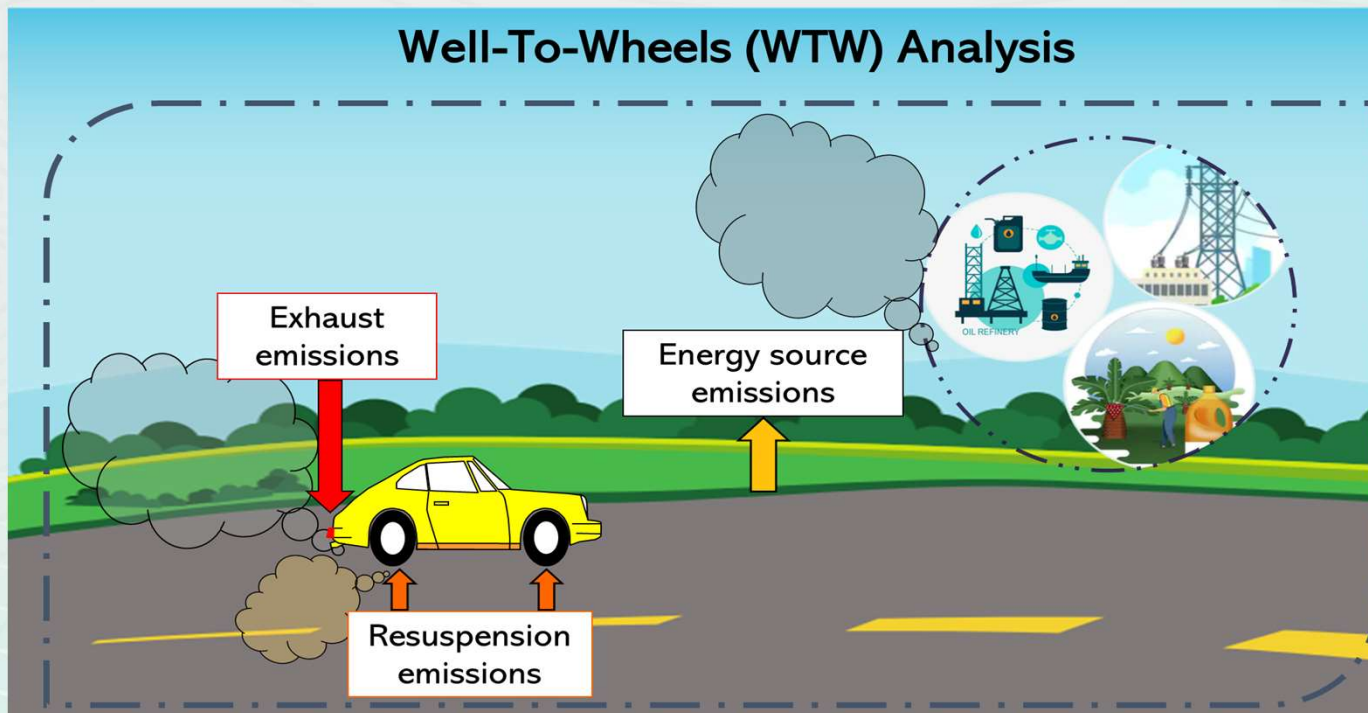 Well-To-Wheels (WTW) Analysis
OIL REFINERY
Exhaust
emissions
Energy source
emissions
Resuspension
emissions